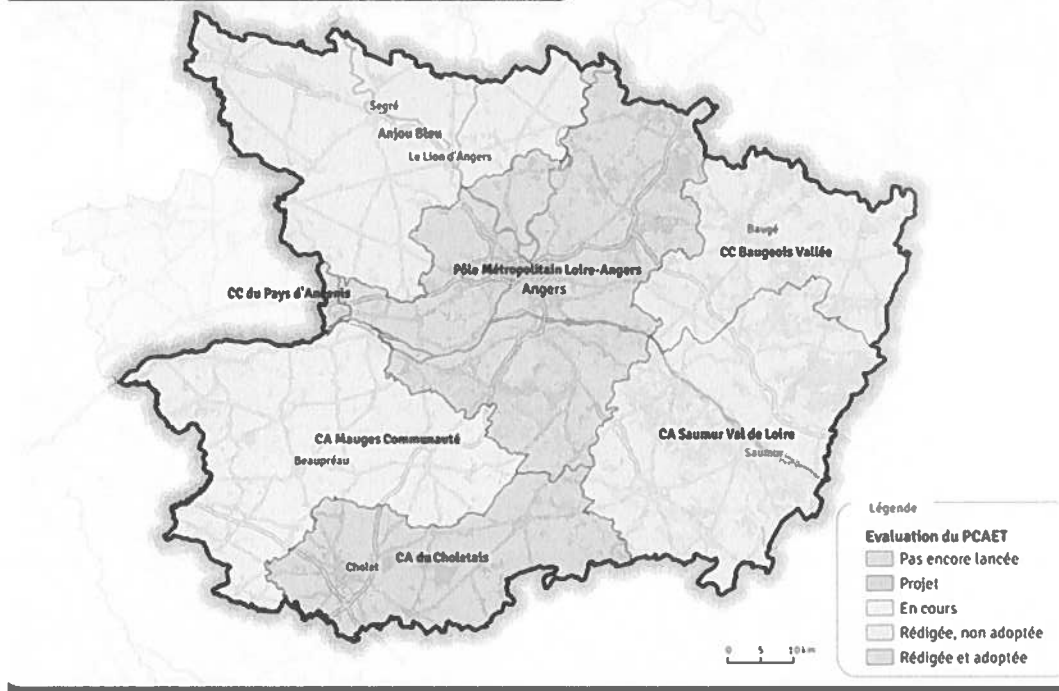 Segré
Anjou Bleu
Le Lion d'Angers
Baugé
CC Baugeois Vallée
Pôle Métropolitain Loire-Angers
Angers
CC du Pays d'Ancenis
CA Mauges Communauté
Beaupréau
CA Saumur Val de Loire
Saumur
CA du Choletais
Cholet
Légende
Evaluation du PCAET
Pas encore lancée
Projet
En cours
Rédigée, non adoptée
Rédigée et adoptée
0 5 10 km